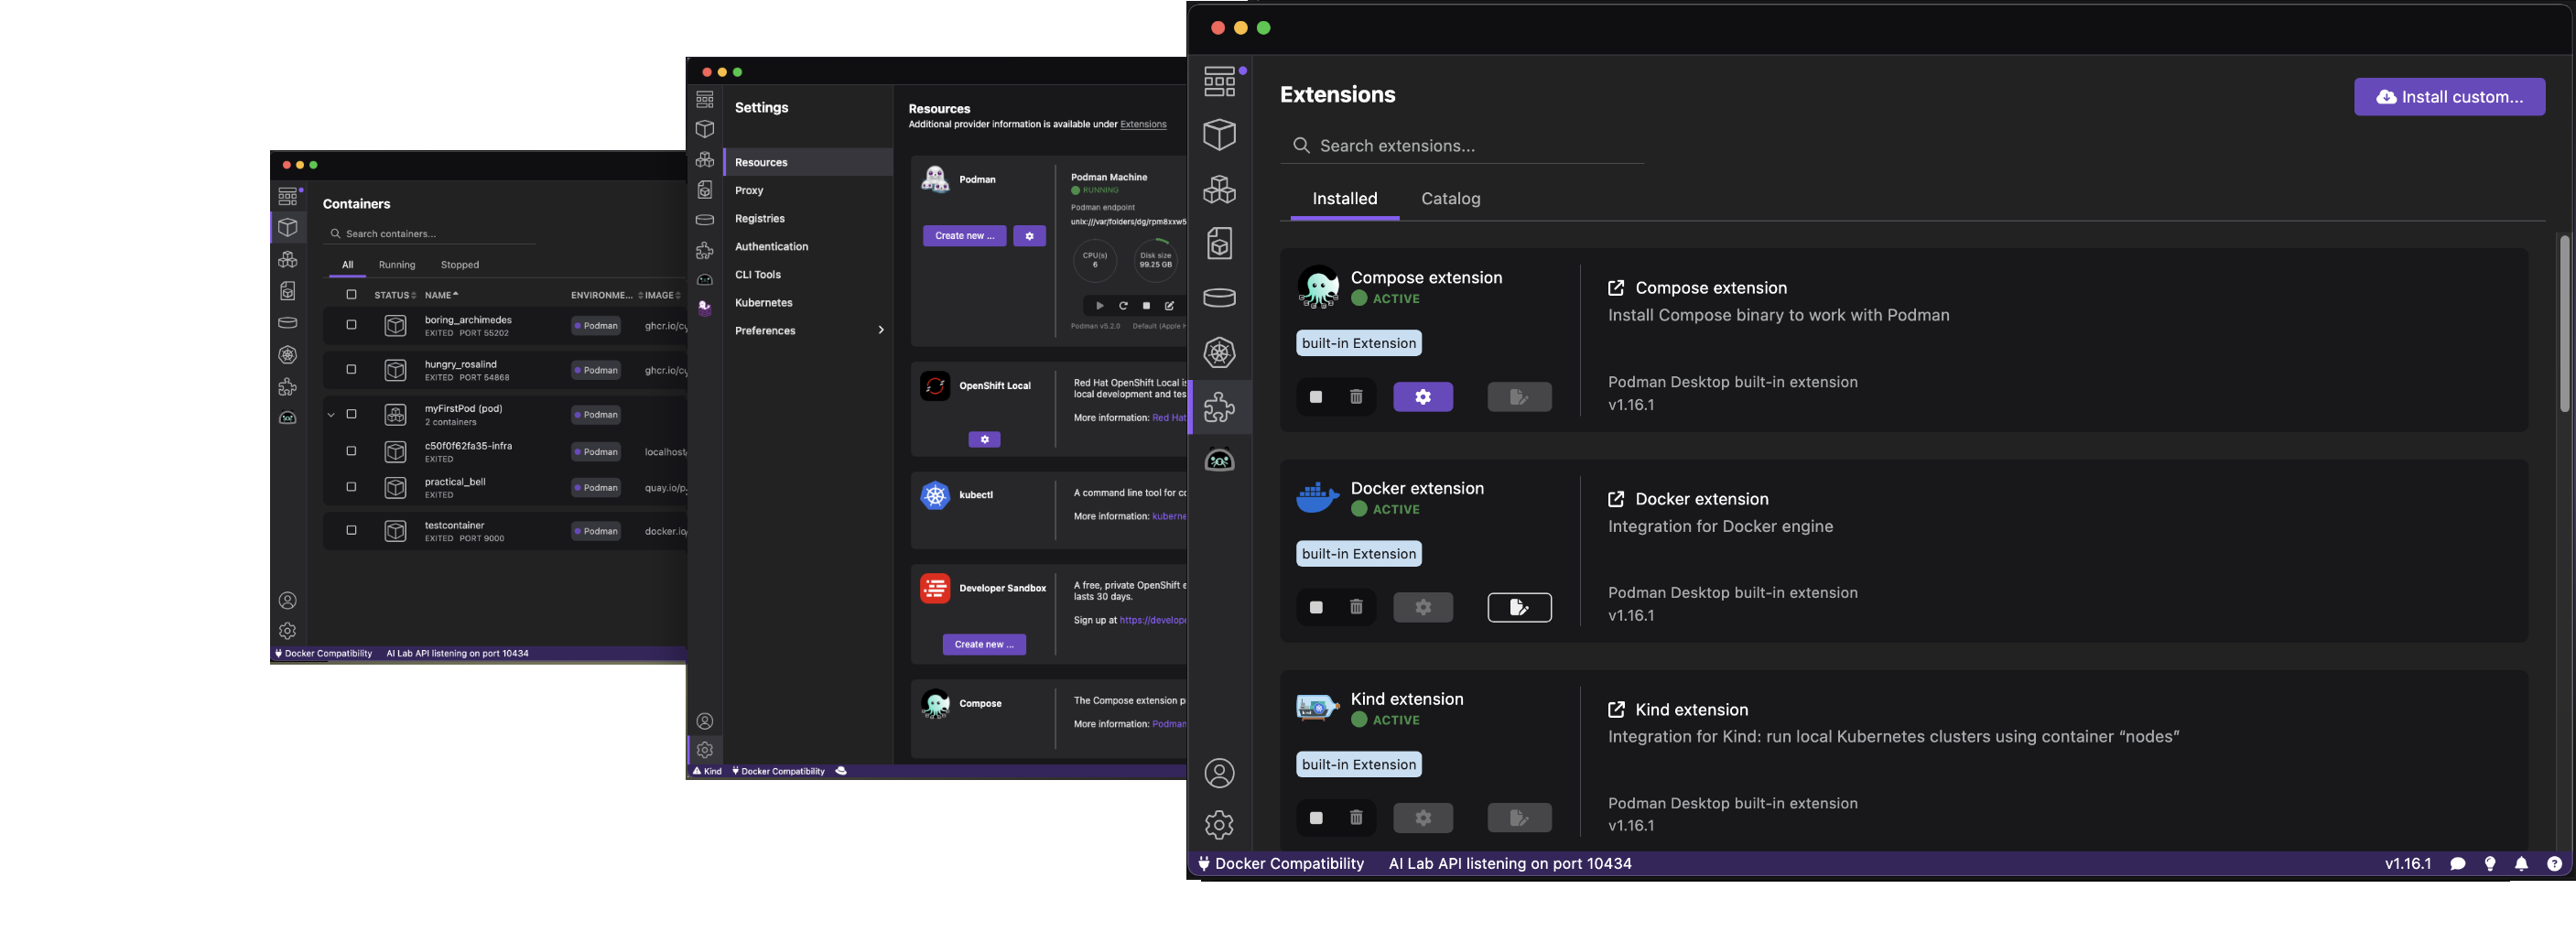 Containers
Search containers...
All Running Stopped
STATUS NAME ENVIRONME... IMAGE
boring_archimedes
EXITED PORT 55202
Podman
ghcr.io/cy
hungry_rosalind
EXITED PORT 54868
Podman
ghcr.io/cy
myFirstPod (pod)
2 containers
Podman
c50f0f62fa35-infra
EXITED
Podman
localhost/
practical_bell
EXITED
Podman
quay.io/p
testcontainer
EXITED PORT 9000
Podman
docker.io
Docker Compatibility AI Lab API listening on port 10434
Settings
Resources
Proxy
Registries
Authentication
CLI Tools
Kubernetes
Preferences
Resources
Additional provider information is available under Extensions
Podman
Create new ...
Podman Machine
RUNNING
Podman endpoint
unix:///var/folders/dg/rpm8xxw5
CPU(s)
6
Disk size
99.25 GB
Podman v5.2.0 Default (Apple
OpenShift Local
Red Hat OpenShift Local is
local development and tes
More information: Red Hat
kubectl
A command line tool for co
More information: kuberne
Developer Sandbox
Create new ...
A free, private OpenShift e
lasts 30 days.
Sign up at https://develope
Compose
The Compose extension p
More information: Podman
Kind Docker Compatibility
Extensions
Install custom...
Search extensions...
Installed Catalog
Compose extension
ACTIVE
built-in Extension
Compose extension
Install Compose binary to work with Podman
Podman Desktop built-in extension
v1.16.1
Docker extension
ACTIVE
built-in Extension
Docker extension
Integration for Docker engine
Podman Desktop built-in extension
v1.16.1
Kind extension
ACTIVE
built-in Extension
Kind extension
Integration for Kind: run local Kubernetes clusters using container “nodes”
Podman Desktop built-in extension
v1.16.1
Docker Compatibility AI Lab API listening on port 10434 v1.16.1